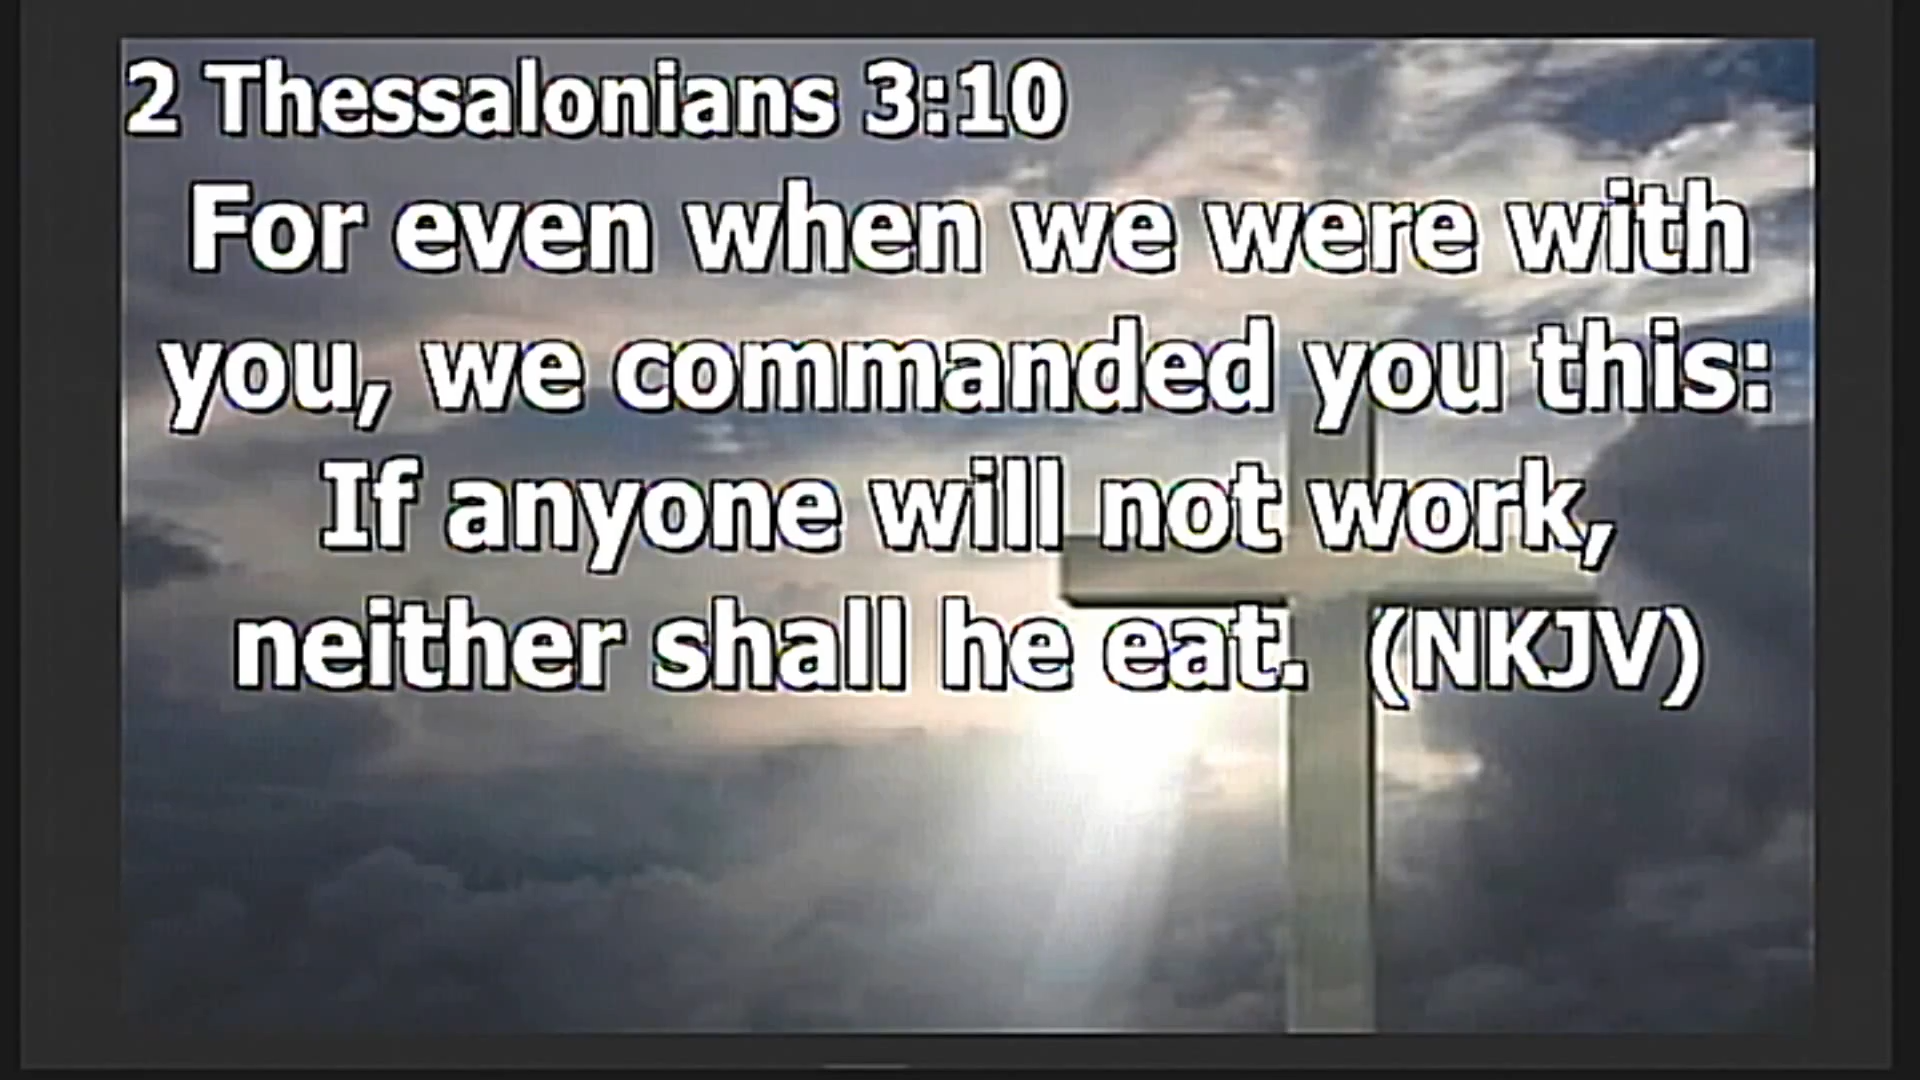 2 Thessalonians 3:10
For even when we were with
you, we commanded you this:
If anyone will not work,
neither shall he eat. (NKJV)